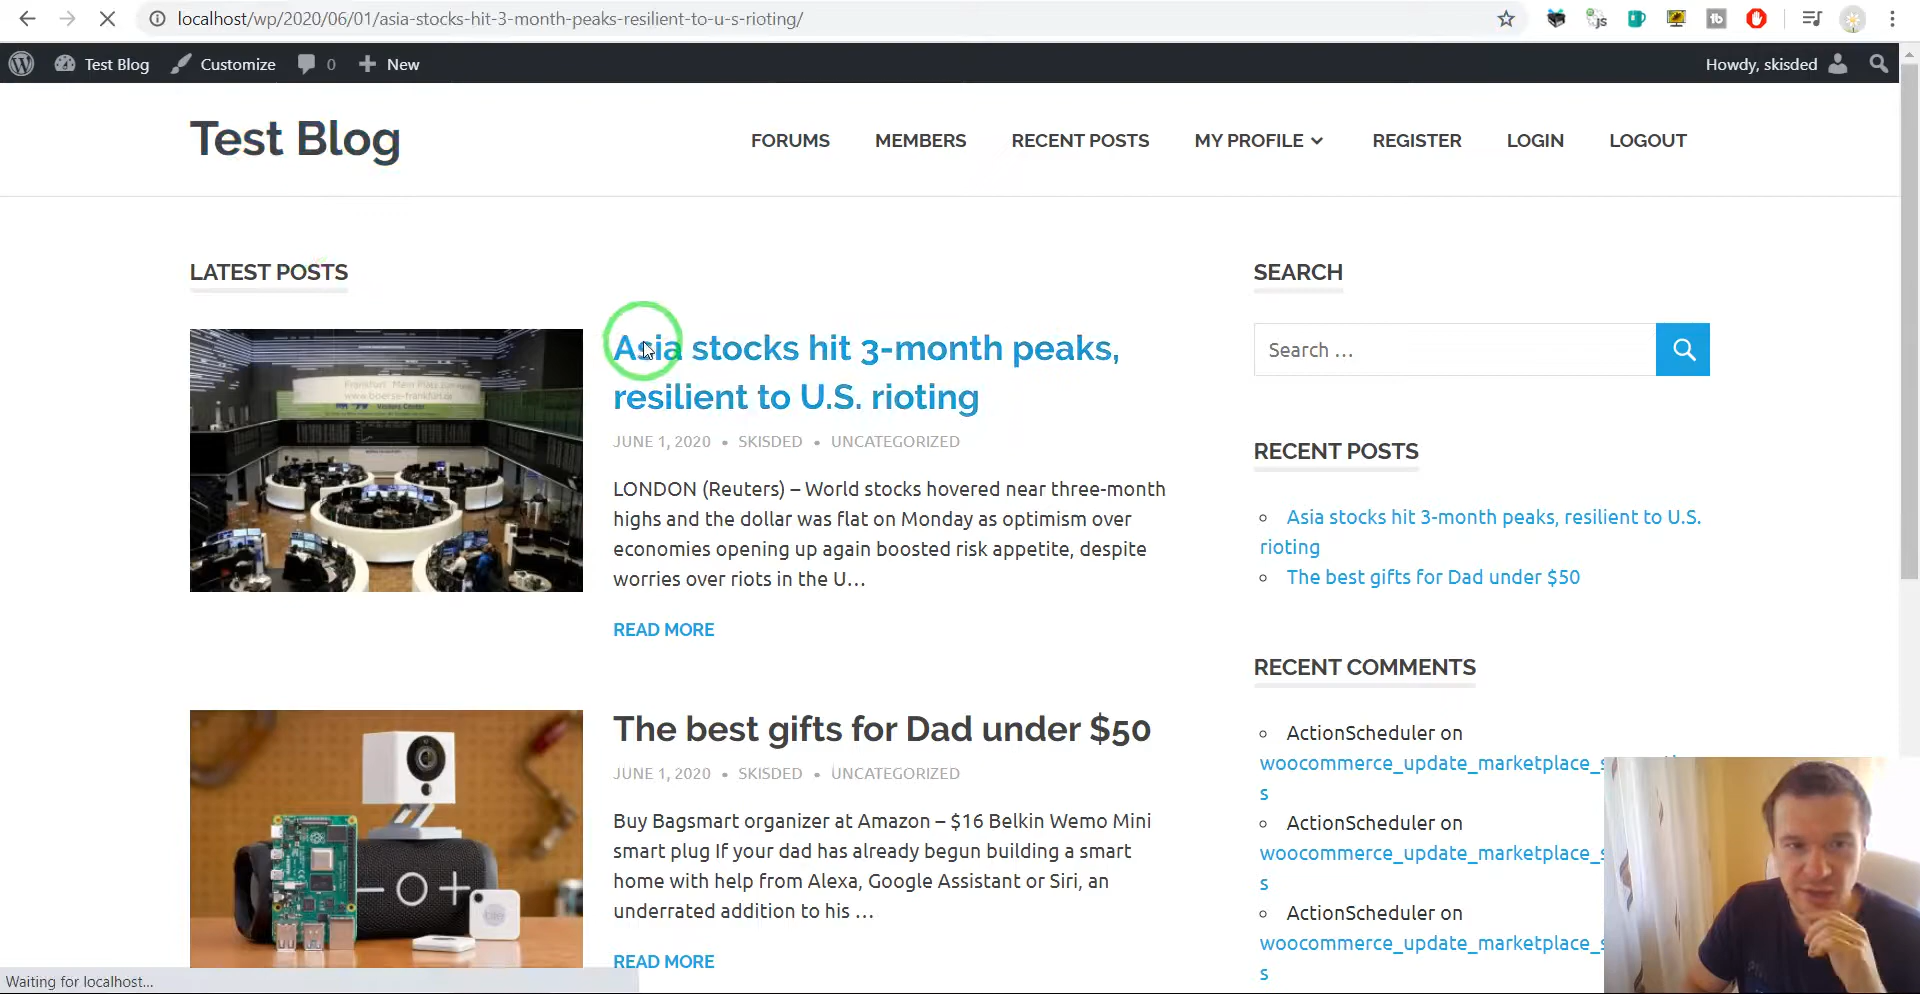 localhost/wp/2020/06/01/asia-stocks-hit-3-month-peaks-resilient-to-u-s-rioting/
Test Blog
Customize
0
New
Howdy, skisded
Test Blog
FORUMS
MEMBERS
RECENT POSTS
MY PROFILE
REGISTER
LOGIN
LOGOUT
LATEST POSTS
Asia stocks hit 3-month peaks,
resilient to U.S. rioting
JUNE 1, 2020 • SKISDED • UNCATEGORIZED
LONDON (Reuters) – World stocks hovered near three-month
highs and the dollar was flat on Monday as optimism over
economies opening up again boosted risk appetite, despite
worries over riots in the U…
READ MORE
The best gifts for Dad under $50
JUNE 1, 2020 • SKISDED • UNCATEGORIZED
Buy Bagsmart organizer at Amazon – $16 Belkin Wemo Mini
smart plug If your dad has already begun building a smart
home with help from Alexa, Google Assistant or Siri, an
underrated addition to his …
READ MORE
SEARCH
Search …
RECENT POSTS
Asia stocks hit 3-month peaks, resilient to U.S.
rioting
The best gifts for Dad under $50
RECENT COMMENTS
ActionScheduler on
woocommerce_update_marketplace_s
s
ActionScheduler on
woocommerce_update_marketplace_s
s
ActionScheduler on
woocommerce_update_marketplace_s
s
Waiting for localhost...